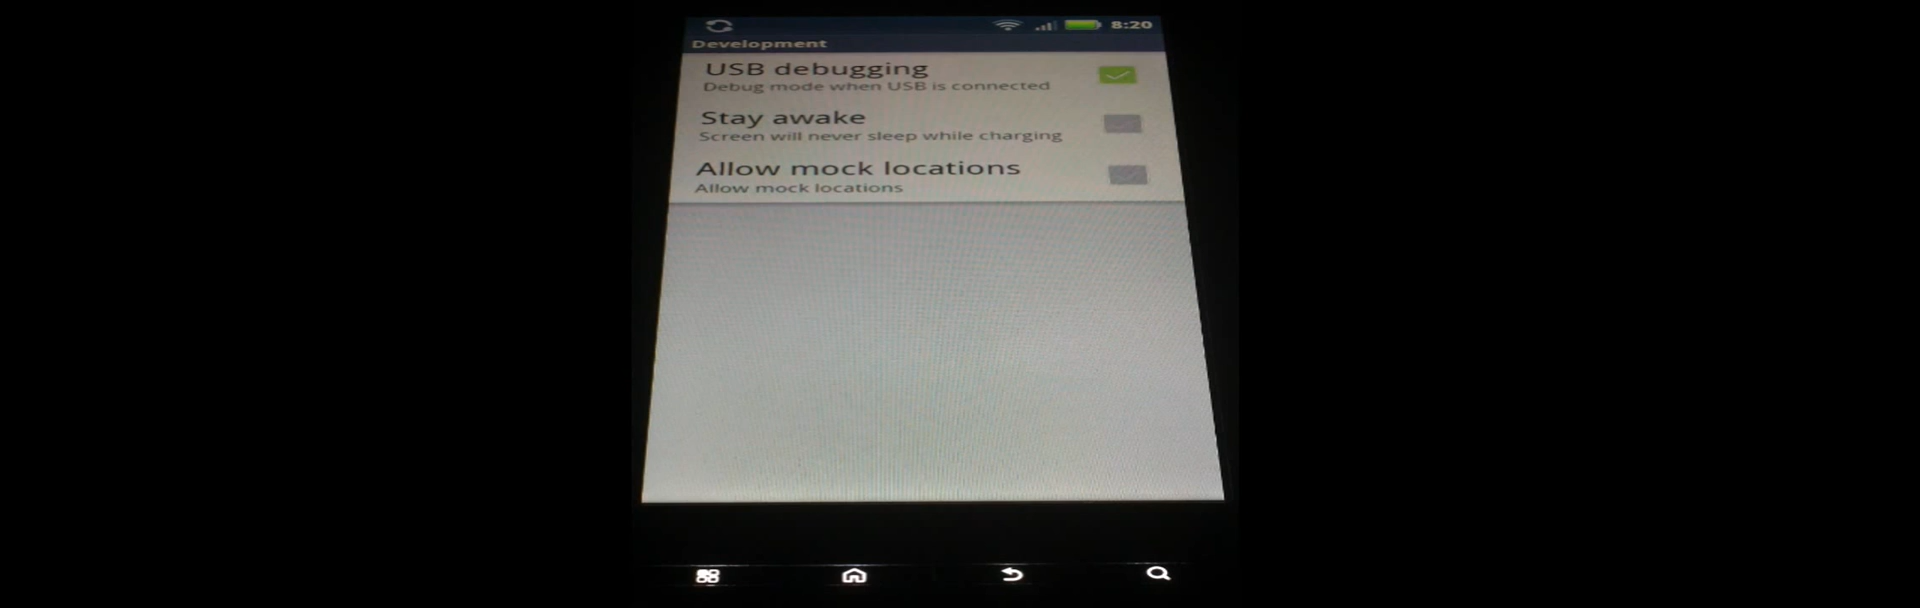 8:20
Development
USB debugging
Debug mode when USB is connected
Stay awake
Screen will never sleep while charging
Allow mock locations
Allow mock locations